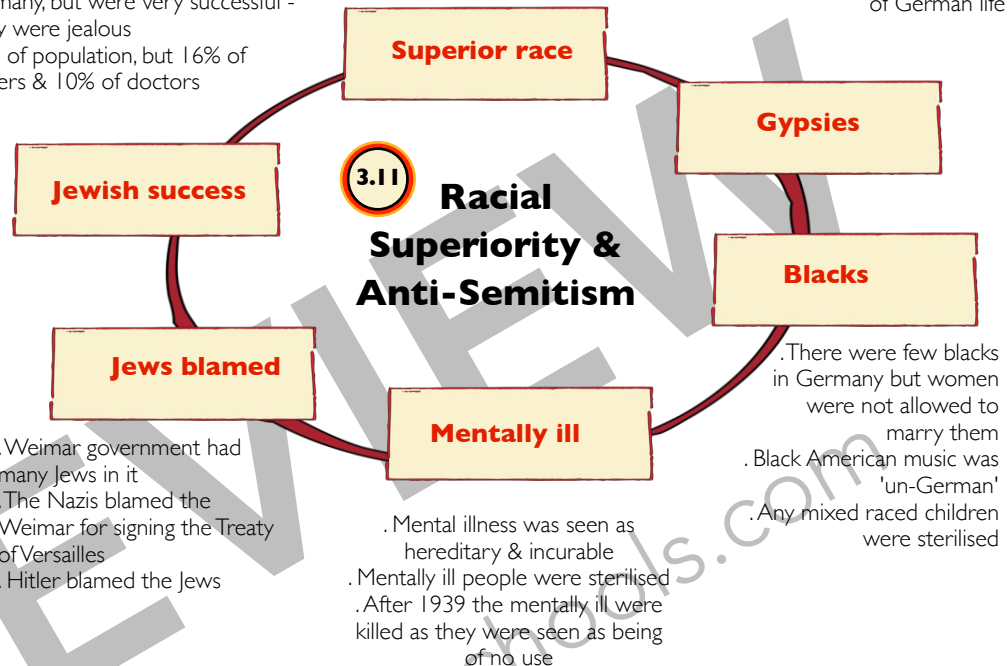 many, but were very successful -
y were jealous
of population, but 16% of
ers & 10% of doctors
of German life
Superior race
Gypsies
Jewish success
3.11
Racial
Superiority &
Anti-Semitism
Blacks
Jews blamed
Mentally ill
. There were few blacks
in Germany but women
were not allowed to
marry them
. Black American music was
'un-German'
. Any mixed raced children
were sterilised
. Weimar government had
many Jews in it
. The Nazis blamed the
Weimar for signing the Treaty
of Versailles
. Hitler blamed the Jews
. Mental illness was seen as
hereditary & incurable
. Mentally ill people were sterilised
. After 1939 the mentally ill were
killed as they were seen as being
of no use
EVIEW
hools.com